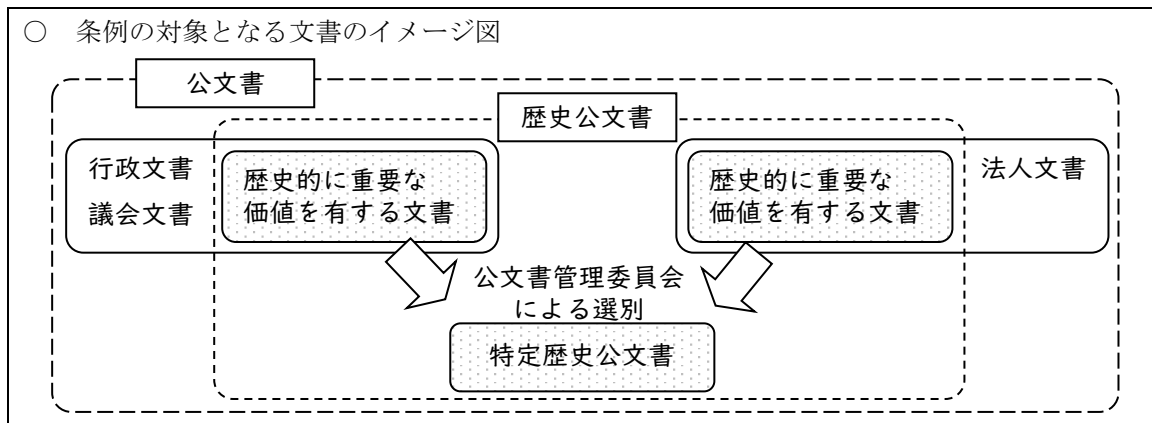 ○ 条例の対象となる文書のイメージ図
公文書
歴史公文書
行政文書
議会文書
歴史的に重要な
価値を有する文書
歴史的に重要な
価値を有する文書
法人文書
公文書管理委員会
による選別
特定歴史公文書